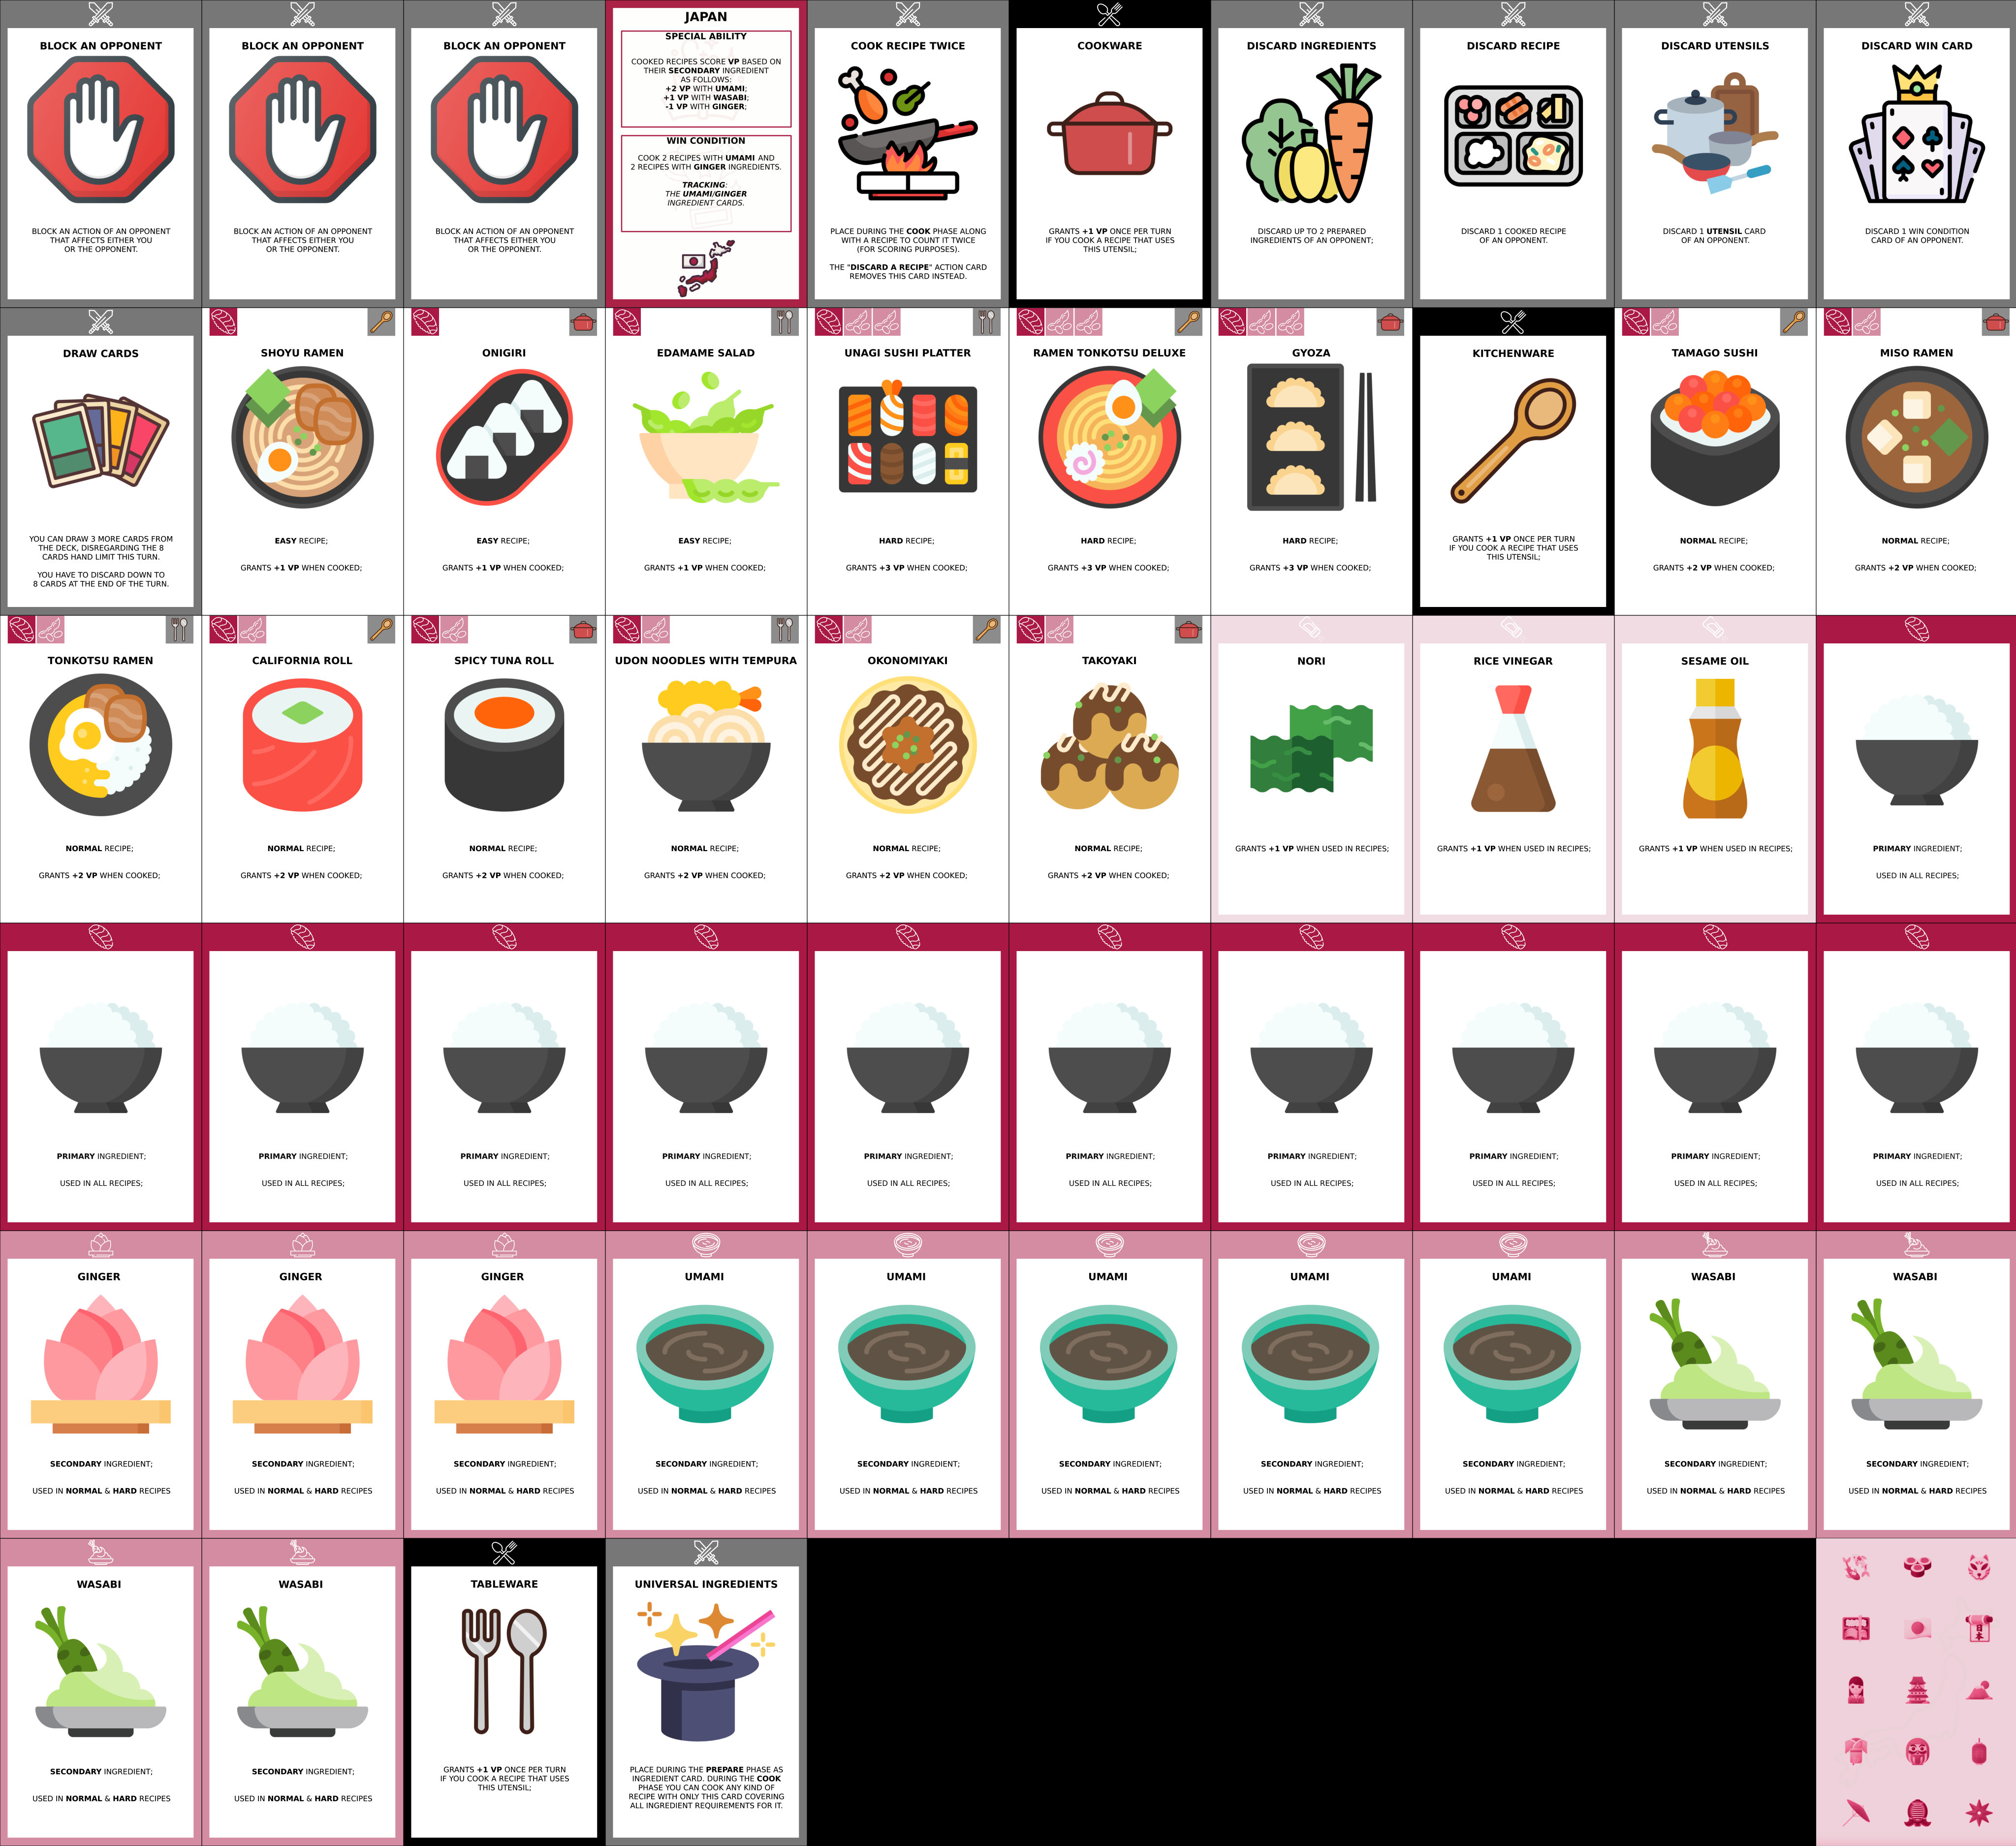 BLOCK AN OPPONENT
BLOCK AN ACTION OF AN OPPONENT
THAT AFFECTS EITHER YOU
OR THE OPPONENT.
BLOCK AN OPPONENT
BLOCK AN ACTION OF AN OPPONENT
THAT AFFECTS EITHER YOU
OR THE OPPONENT.
BLOCK AN OPPONENT
BLOCK AN ACTION OF AN OPPONENT
THAT AFFECTS EITHER YOU
OR THE OPPONENT.
JAPAN
SPECIAL ABILITY
COOKED RECIPES SCORE VP BASED ON
THEIR SECONDARY INGREDIENT
AS FOLLOWS:
+2 VP WITH UMAMI;
+1 VP WITH WASABI;
-1 VP WITH GINGER;
WIN CONDITION
COOK 2 RECIPES WITH UMAMI AND
2 RECIPES WITH GINGER INGREDIENTS.
TRACKING:
THE UMAMI/GINGER
INGREDIENT CARDS.
COOK RECIPE TWICE
PLACE DURING THE COOK PHASE ALONG
WITH A RECIPE TO COUNT IT TWICE
(FOR SCORING PURPOSES).
THE "DISCARD A RECIPE" ACTION CARD
REMOVES THIS CARD INSTEAD.
COOKWARE
GRANTS +1 VP ONCE PER TURN
IF YOU COOK A RECIPE THAT USES
THIS UTENSIL;
DISCARD INGREDIENTS
DISCARD UP TO 2 PREPARED
INGREDIENTS OF AN OPPONENT;
DISCARD RECIPE
DISCARD 1 COOKED RECIPE
OF AN OPPONENT.
DISCARD UTENSILS
DISCARD 1 UTENSIL CARD
OF AN OPPONENT.
DISCARD WIN CARD
DISCARD 1 WIN CONDITION
CARD OF AN OPPONENT.
DRAW CARDS
YOU CAN DRAW 3 MORE CARDS FROM
THE DECK, DISREGARDING THE 8
CARDS HAND LIMIT THIS TURN.
YOU HAVE TO DISCARD DOWN TO
8 CARDS AT THE END OF THE TURN.
SHOYU RAMEN
EASY RECIPE;
GRANTS +1 VP WHEN COOKED;
ONIGIRI
EASY RECIPE;
GRANTS +1 VP WHEN COOKED;
EDAMAME SALAD
EASY RECIPE;
GRANTS +1 VP WHEN COOKED;
UNAGI SUSHI PLATTER
HARD RECIPE;
GRANTS +3 VP WHEN COOKED;
RAMEN TONKOTSU DELUXE
HARD RECIPE;
GRANTS +3 VP WHEN COOKED;
GYOZA
HARD RECIPE;
GRANTS +3 VP WHEN COOKED;
KITCHENWARE
GRANTS +1 VP ONCE PER TURN
IF YOU COOK A RECIPE THAT USES
THIS UTENSIL;
TAMAGO SUSHI
NORMAL RECIPE;
GRANTS +2 VP WHEN COOKED;
MISO RAMEN
NORMAL RECIPE;
GRANTS +2 VP WHEN COOKED;
TONKOTSU RAMEN
NORMAL RECIPE;
GRANTS +2 VP WHEN COOKED;
CALIFORNIA ROLL
NORMAL RECIPE;
GRANTS +2 VP WHEN COOKED;
SPICY TUNA ROLL
NORMAL RECIPE;
GRANTS +2 VP WHEN COOKED;
UDON NOODLES WITH TEMPURA
NORMAL RECIPE;
GRANTS +2 VP WHEN COOKED;
OKONOMIYAKI
NORMAL RECIPE;
GRANTS +2 VP WHEN COOKED;
TAKOYAKI
NORMAL RECIPE;
GRANTS +2 VP WHEN COOKED;
NORI
GRANTS +1 VP WHEN USED IN RECIPES;
RICE VINEGAR
GRANTS +1 VP WHEN USED IN RECIPES;
SESAME OIL
GRANTS +1 VP WHEN USED IN RECIPES;
PRIMARY INGREDIENT;
USED IN ALL RECIPES;
PRIMARY INGREDIENT;
USED IN ALL RECIPES;
PRIMARY INGREDIENT;
USED IN ALL RECIPES;
PRIMARY INGREDIENT;
USED IN ALL RECIPES;
PRIMARY INGREDIENT;
USED IN ALL RECIPES;
PRIMARY INGREDIENT;
USED IN ALL RECIPES;
PRIMARY INGREDIENT;
USED IN ALL RECIPES;
PRIMARY INGREDIENT;
USED IN ALL RECIPES;
PRIMARY INGREDIENT;
USED IN ALL RECIPES;
PRIMARY INGREDIENT;
USED IN ALL RECIPES;
PRIMARY INGREDIENT;
USED IN ALL RECIPES;
GINGER
SECONDARY INGREDIENT;
USED IN NORMAL & HARD RECIPES
GINGER
SECONDARY INGREDIENT;
USED IN NORMAL & HARD RECIPES
GINGER
SECONDARY INGREDIENT;
USED IN NORMAL & HARD RECIPES
UMAMI
SECONDARY INGREDIENT;
USED IN NORMAL & HARD RECIPES
UMAMI
SECONDARY INGREDIENT;
USED IN NORMAL & HARD RECIPES
UMAMI
SECONDARY INGREDIENT;
USED IN NORMAL & HARD RECIPES
UMAMI
SECONDARY INGREDIENT;
USED IN NORMAL & HARD RECIPES
UMAMI
SECONDARY INGREDIENT;
USED IN NORMAL & HARD RECIPES
WASABI
SECONDARY INGREDIENT;
USED IN NORMAL & HARD RECIPES
WASABI
SECONDARY INGREDIENT;
USED IN NORMAL & HARD RECIPES
WASABI
SECONDARY INGREDIENT;
USED IN NORMAL & HARD RECIPES
WASABI
SECONDARY INGREDIENT;
USED IN NORMAL & HARD RECIPES
TABLEWARE
GRANTS +1 VP ONCE PER TURN
IF YOU COOK A RECIPE THAT USES
THIS UTENSIL;
UNIVERSAL INGREDIENTS
PLACE DURING THE PREPARE PHASE AS
INGREDIENT CARD. DURING THE COOK
PHASE YOU CAN COOK ANY KIND OF
RECIPE WITH ONLY THIS CARD COVERING
ALL INGREDIENT REQUIREMENTS FOR IT.
日
本